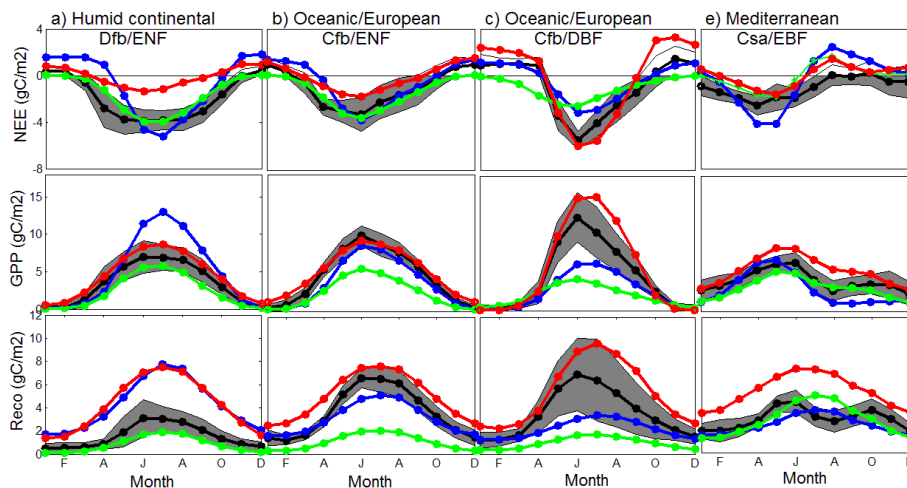 a) Humid continental b) Oceanic/European c) Oceanic/European e) Mediterranean
Dfb/ENF Cfb/ENF Cfb/DBF Csa/EBF
NEE (gC/m2)
4
0
-4
-8
GPP (gC/m2)
15
10
5
0
Reco (gC/m2)
12
10
8
6
4
2
0
F A J A O D F A J A O D F A J A O D F A J A O D
Month Month Month Month